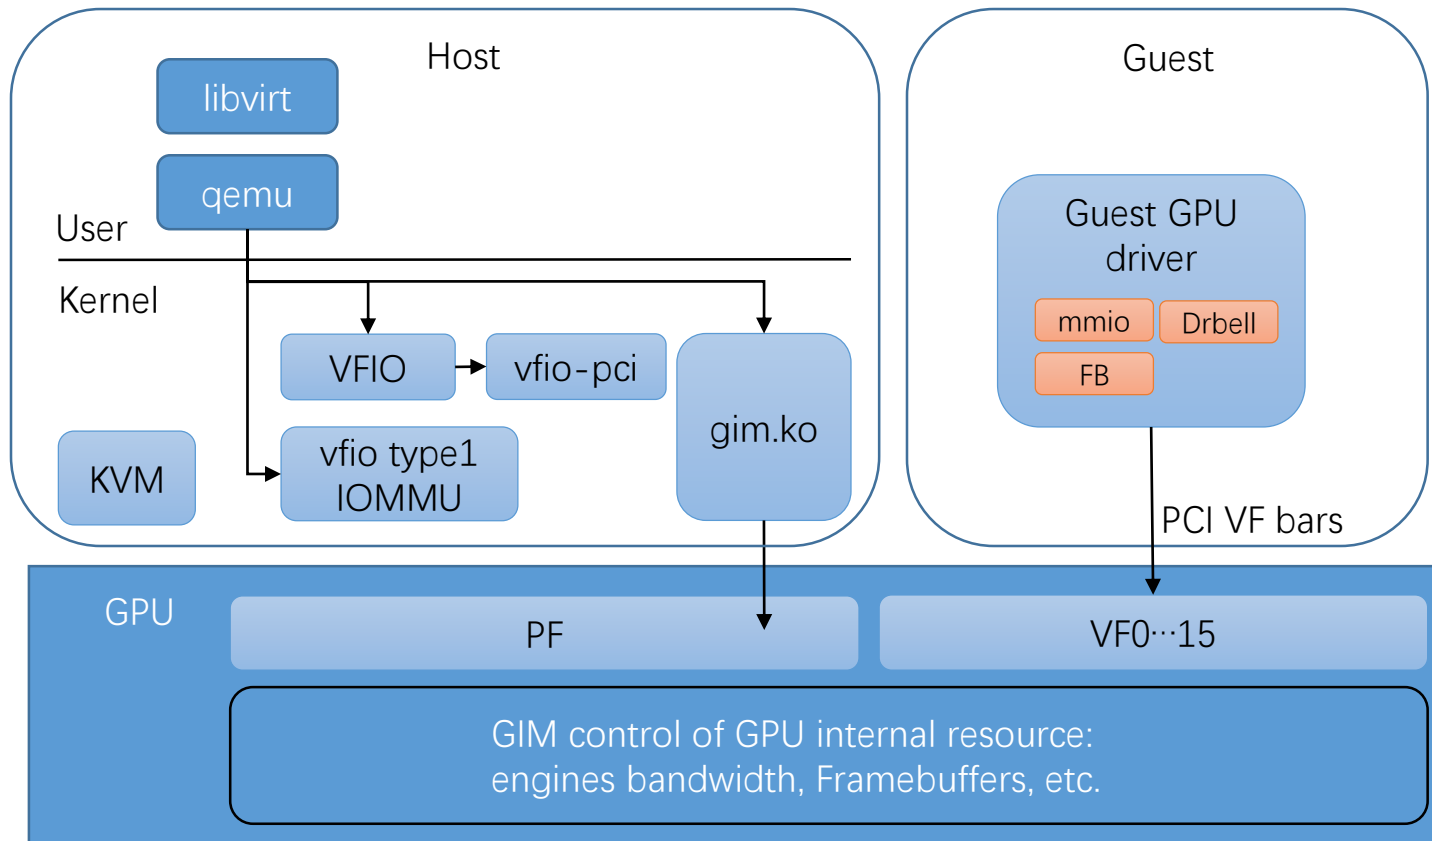 Host
libvirt
qemu
User
Kernel
VFIO
vfio-pci
gim.ko
KVM
vfio type1
IOMMU
Guest
Guest GPU
driver
mmio
Drbell
FB
PCI VF bars
GPU
PF
VF0···15
GIM control of GPU internal resource:
engines bandwidth, Framebuffers, etc.